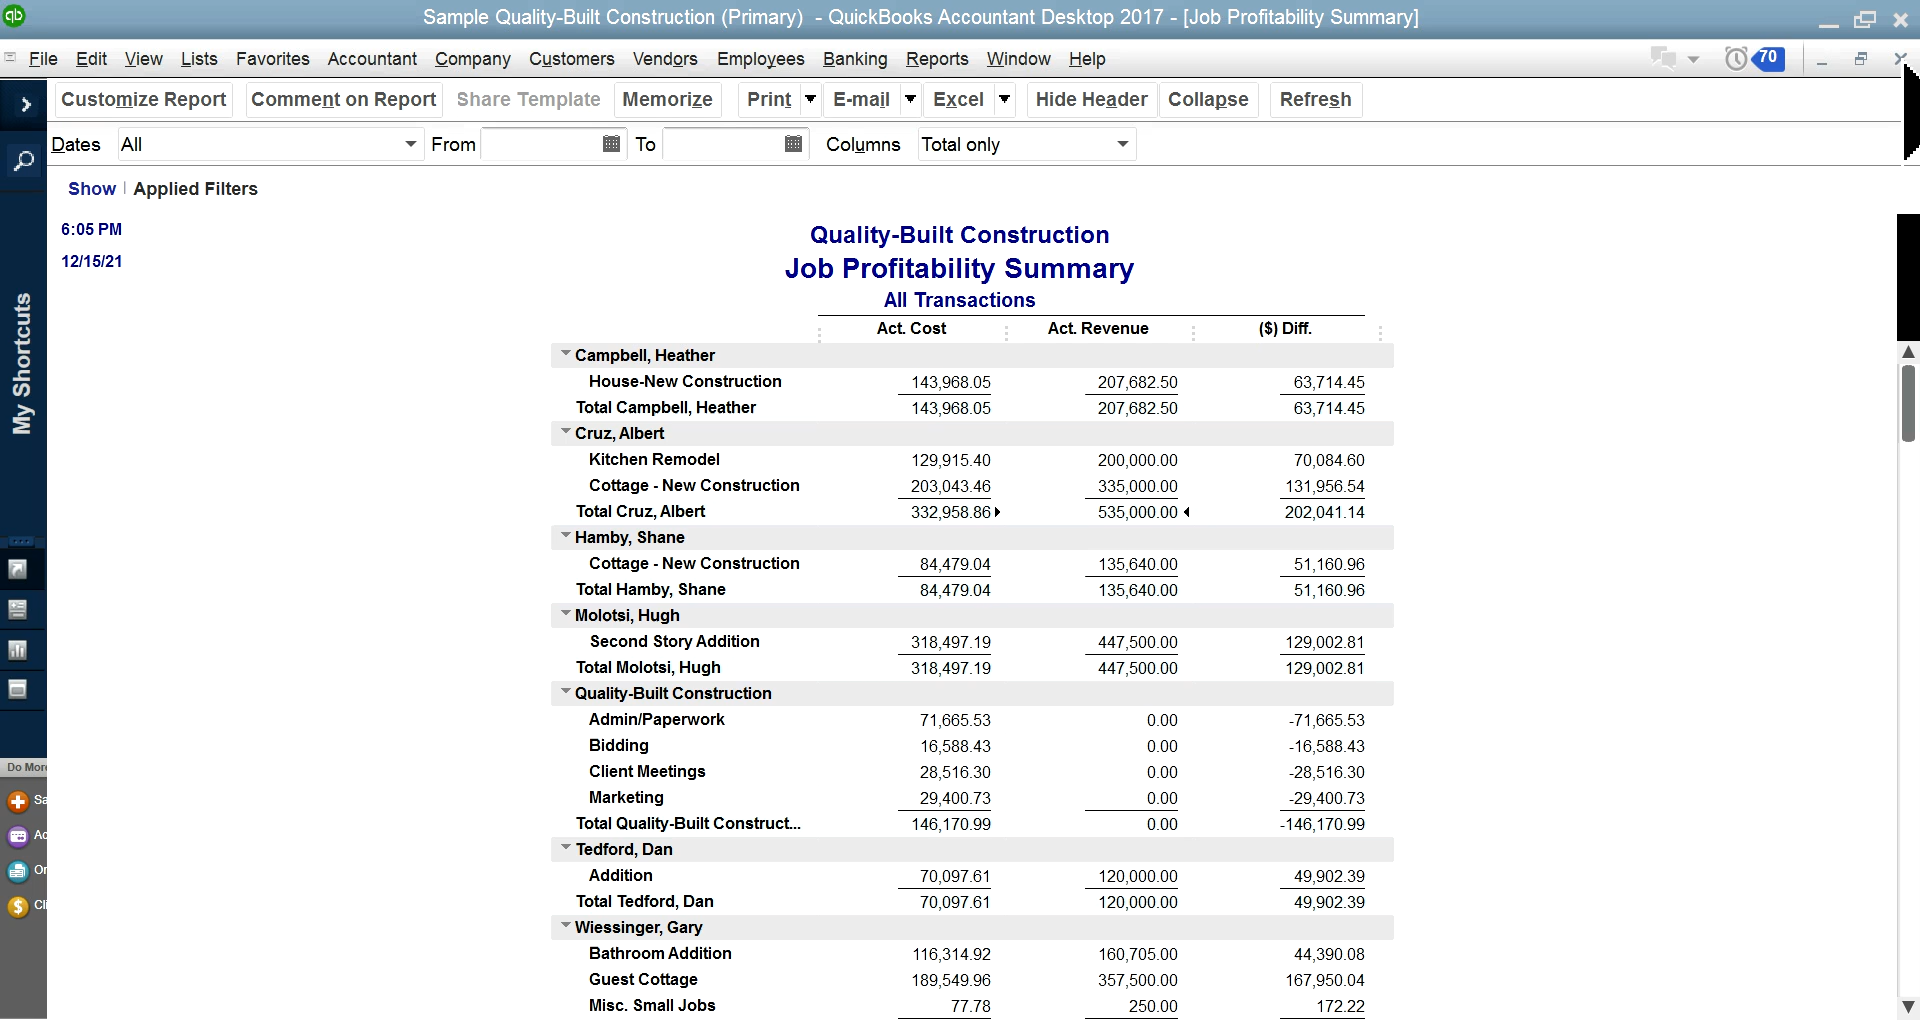 qb Sample Quality-Built Construction (Primary) - QuickBooks Accountant Desktop 2017 - [Job Profitability Summary]
File Edit View Lists Favorites Accountant Company Customers Vendors Employees Banking Reports Window Help 70
Customize Report Comment on Report Share Template Memorize Print E-mail Excel Hide Header Collapse Refresh
Dates All From To Columns Total only
Show | Applied Filters
6:05 PM
12/15/21
Quality-Built Construction
Job Profitability Summary
All Transactions
Act. Cost Act. Revenue ($) Diff.
Campbell, Heather
House-New Construction 143,968.05 207,682.50 63,714.45
Total Campbell, Heather 143,968.05 207,682.50 63,714.45
Cruz, Albert
Kitchen Remodel 129,915.40 200,000.00 70,084.60
Cottage - New Construction 203,043.46 335,000.00 131,956.54
Total Cruz, Albert 332,958.86 535,000.00 202,041.14
Hamby, Shane
Cottage - New Construction 84,479.04 135,640.00 51,160.96
Total Hamby, Shane 84,479.04 135,640.00 51,160.96
Molotsi, Hugh
Second Story Addition 318,497.19 447,500.00 129,002.81
Total Molotsi, Hugh 318,497.19 447,500.00 129,002.81
Quality-Built Construction
Admin/Paperwork 71,665.53 0.00 -71,665.53
Bidding 16,588.43 0.00 -16,588.43
Client Meetings 28,516.30 0.00 -28,516.30
Marketing 29,400.73 0.00 -29,400.73
Total Quality-Built Construct... 146,170.99 0.00 -146,170.99
Tedford, Dan
Addition 70,097.61 120,000.00 49,902.39
Total Tedford, Dan 70,097.61 120,000.00 49,902.39
Wiessinger, Gary
Bathroom Addition 116,314.92 160,705.00 44,390.08
Guest Cottage 189,549.96 357,500.00 167,950.04
Misc. Small Jobs 77.78 250.00 172.22
My Shortcuts
Do More
Sa
Ac
Or
Cli